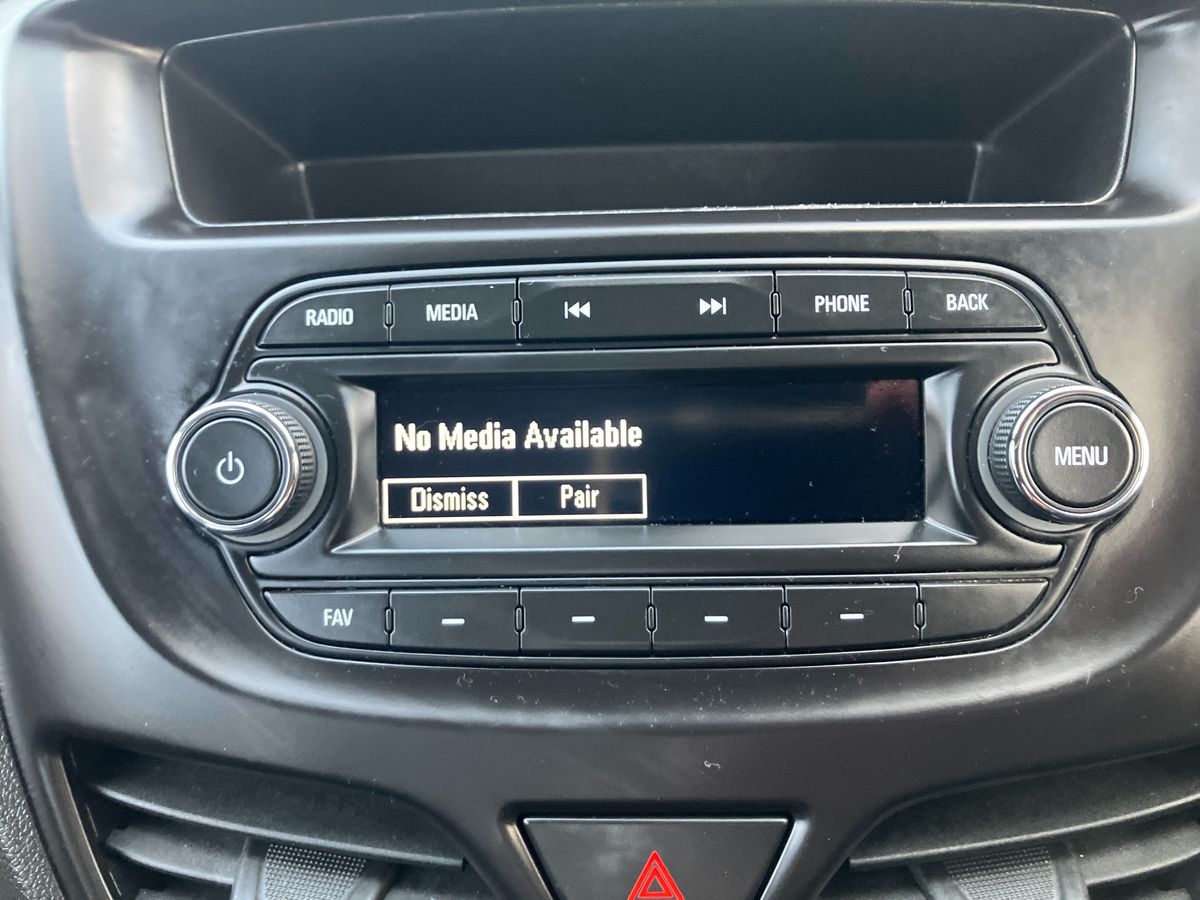 RADIO MEDIA PHONE BACK
No Media Available
Dismiss Pair
MENU
FAV